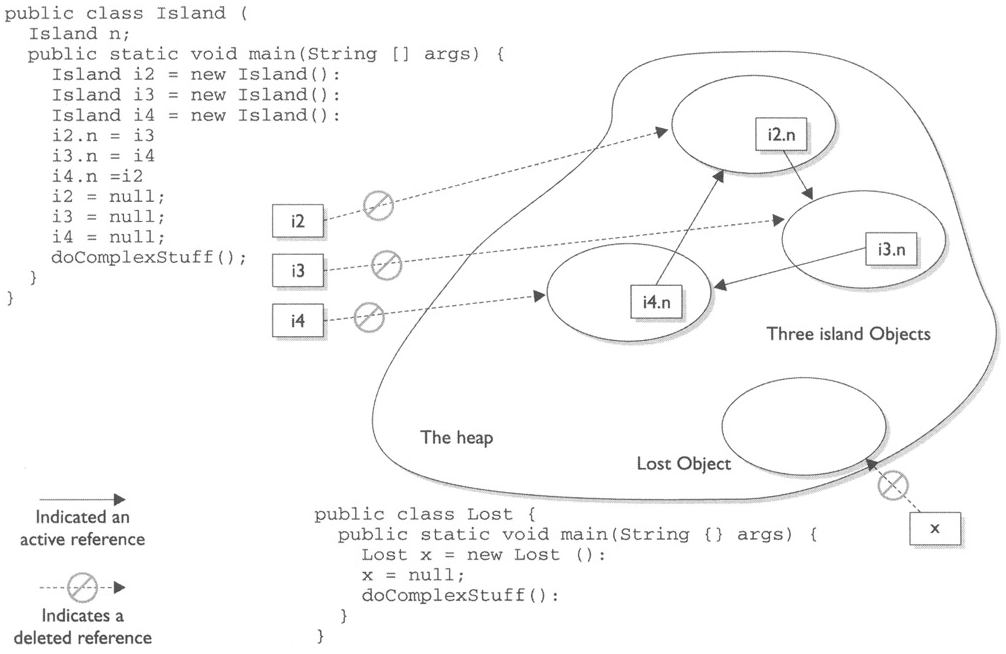 public class Island (
Island n;
public static void main(String [] args) {
Island i2 = new Island():
Island i3 = new Island():
Island i4 = new Island():
i2.n = i3
i3.n = i4
i4.n =i2
i2 = null;
i3 = null;
i4 = null;
doComplexStuff();
}
}
i2
i3
i4
i2.n
i3.n
i4.n
Three island Objects
The heap
Lost Object
x
Indicated an
active reference
Indicates a
deleted reference
public class Lost {
public static void main(String {} args) {
Lost x = new Lost ():
x = null;
doComplexStuff():
}
}